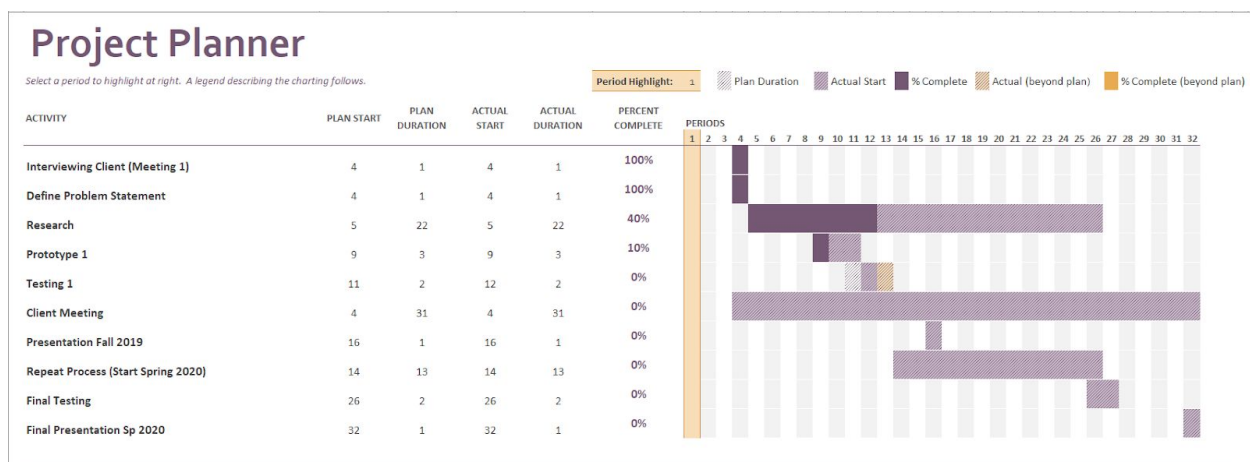 Project Planner
Select a period to highlight at right. A legend describing the charting follows.
Period Highlight: 1 Plan Duration Actual Start % Complete Actual (beyond plan) % Complete (beyond plan)
ACTIVITY PLAN START PLAN DURATION ACTUAL START ACTUAL DURATION PERCENT COMPLETE PERIODS
1 2 3 4 5 6 7 8 9 10 11 12 13 14 15 16 17 18 19 20 21 22 23 24 25 26 27 28 29 30 31 32
Interviewing Client (Meeting 1) 4 1 4 1 100%
Define Problem Statement 4 1 4 1 100%
Research 5 22 5 22 40%
Prototype 1 9 3 9 3 10%
Testing 1 11 2 12 2 0%
Client Meeting 4 31 4 31 0%
Presentation Fall 2019 16 1 16 1 0%
Repeat Process (Start Spring 2020) 14 13 14 13 0%
Final Testing 26 2 26 2 0%
Final Presentation Sp 2020 32 1 32 1 0%